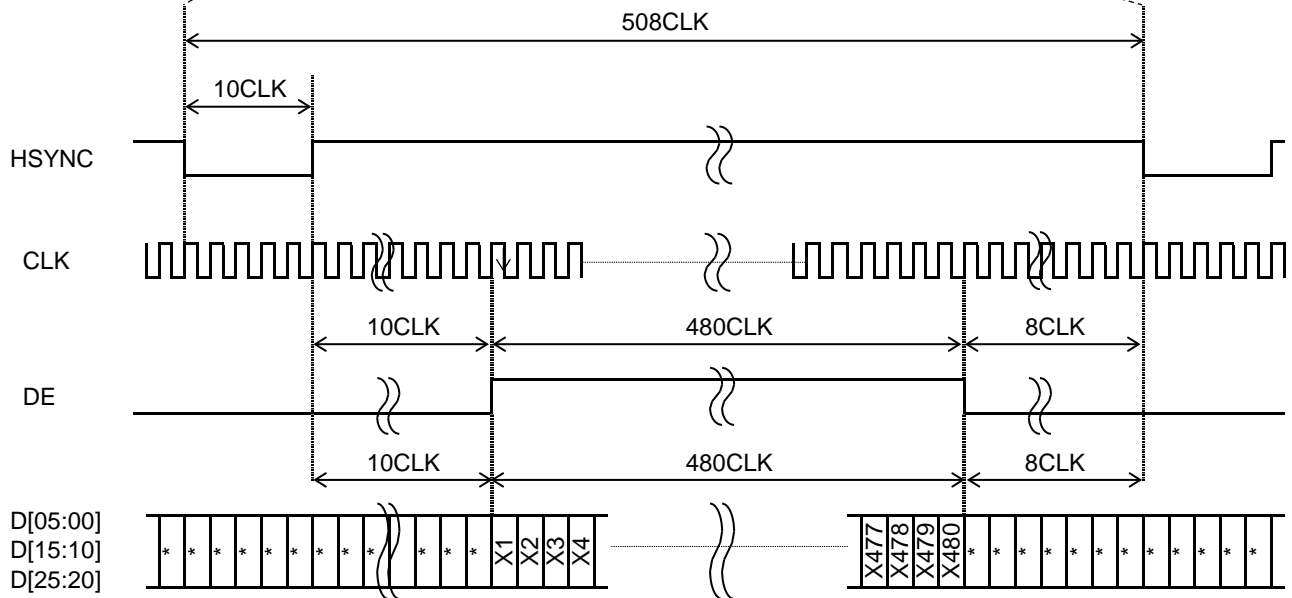 508CLK
10CLK
HSYNC
CLK
10CLK 480CLK 8CLK
DE
10CLK 480CLK 8CLK
D[05:00]
D[15:10]
D[25:20]
* * * * * * * * * * * * X1 X2 X3 X4 X477 X478 X479 X480 * * * * * * * * * * * *